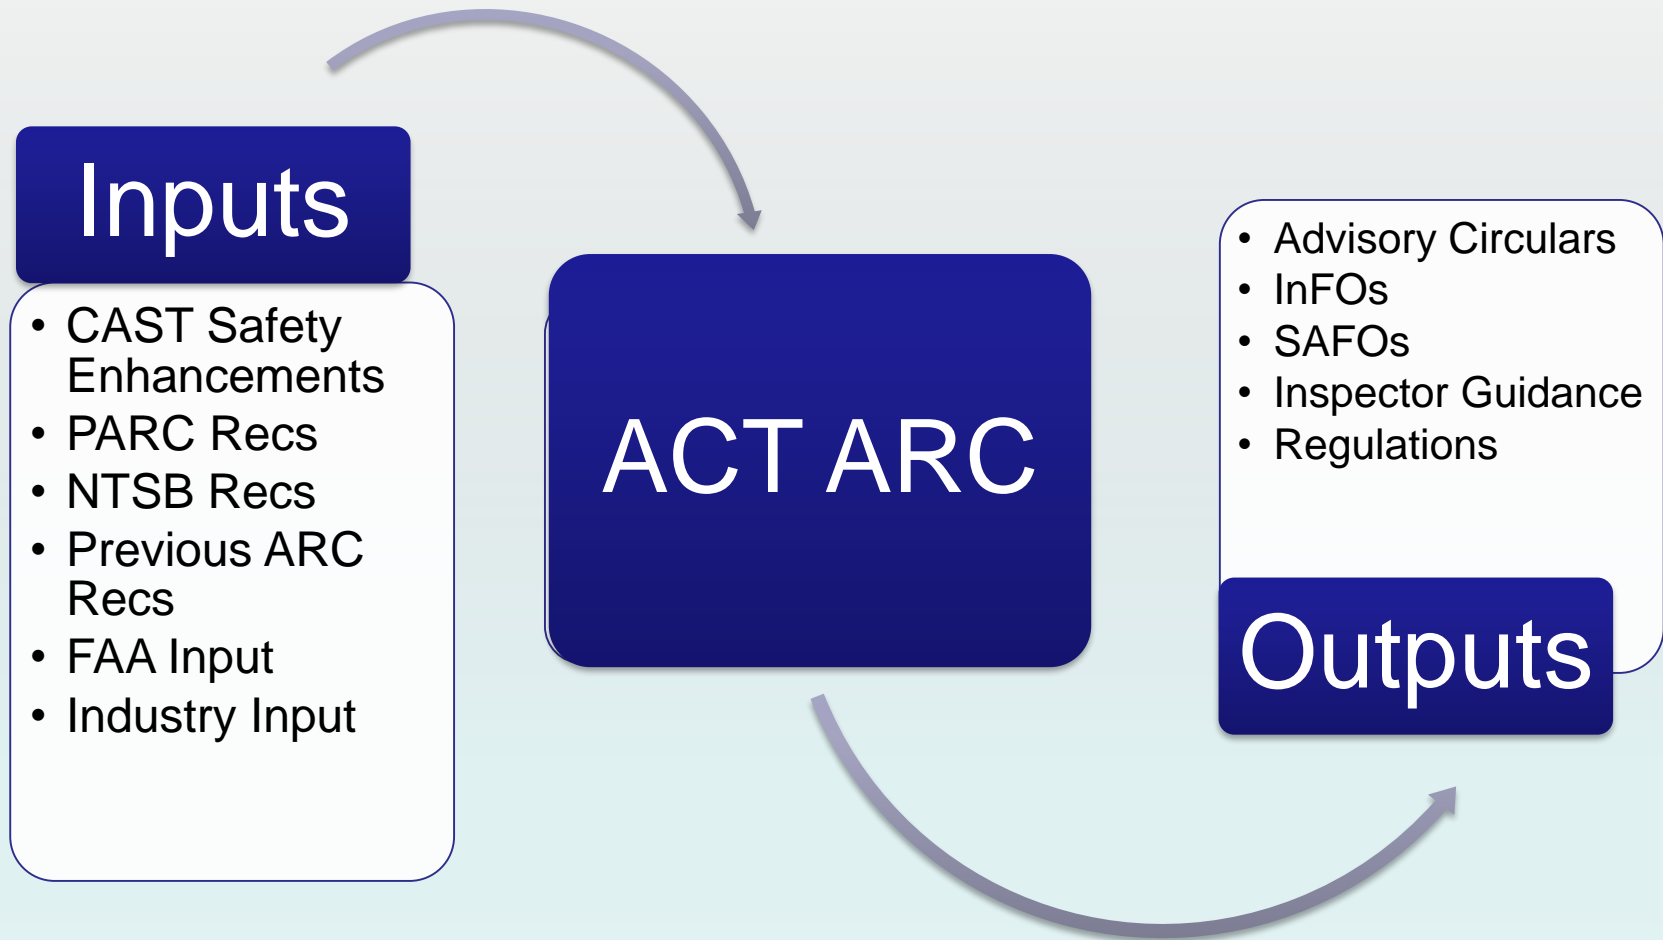 Inputs
• CAST Safety
Enhancements
• PARC Recs
• NTSB Recs
• Previous ARC
Recs
• FAA Input
• Industry Input
ACT ARC
• Advisory Circulars
• InFOs
• SAFOs
• Inspector Guidance
• Regulations
Outputs